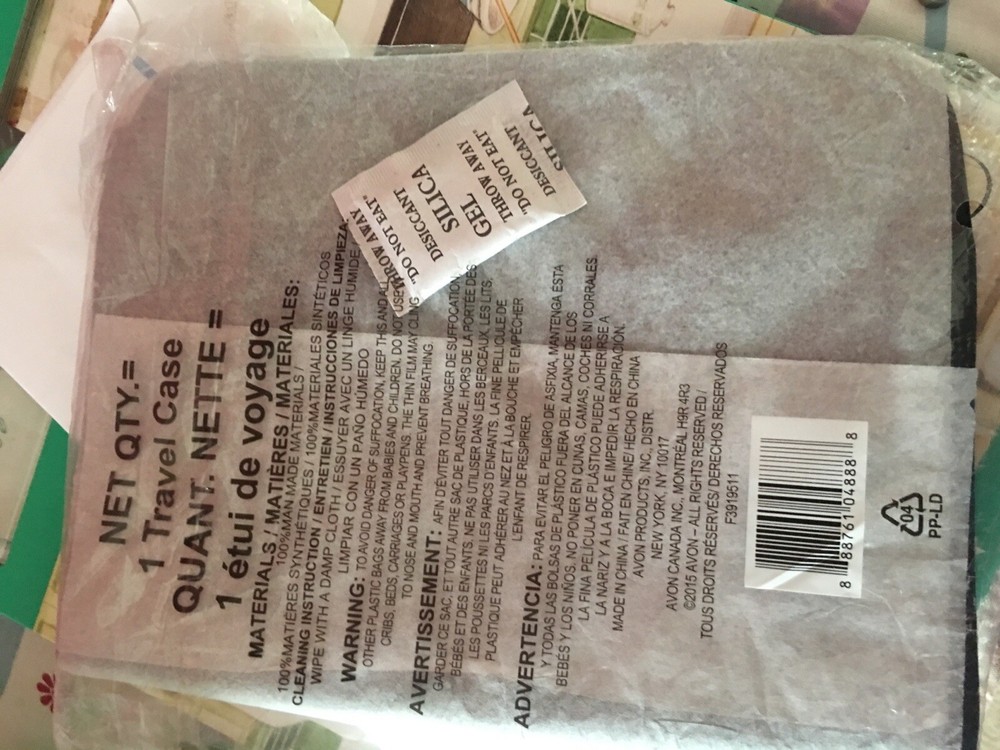 NET QTY.=
1 Travel Case
QUANT. NETTE =
1 étui de voyage
MATERIALS / MATIÈRES / MATERIALES:
100%MAN MADE MATERIALS /
100%MATIÈRES SYNTHÉTIQUES / 100%MATERIALES SINTÉTICOS
CLEANING INSTRUCTION / ENTRETIEN / INSTRUCCIONES DE LIMPIEZA:
WIPE WITH A DAMP CLOTH / ESSUYER AVEC UN LINGE HUMIDE
LIMPIAR CON UN PAÑO HÚMEDO
WARNING: TO AVOID DANGER OF SUFFOCATION, KEEP THIS AND ALL
OTHER PLASTIC BAGS AWAY FROM BABIES AND CHILDREN. DO NOT USE
CRIBS, BEDS, CARRIAGES OR PLAYPENS. THE THIN FILM MAY CLING
TO NOSE AND MOUTH AND PREVENT BREATHING.
AVERTISSEMENT: AFIN D'ÉVITER TOUT DANGER DE SUFFOCATION,
GARDER CE SAC, ET TOUT AUTRE SAC DE PLASTIQUE, HORS DE LA PORTÉE DES
BÉBÉS ET DES ENFANTS. NE PAS UTILISER DANS LES BERCEAUX, LES LITS,
LES POUSSETTES NI LES PARCS D'ENFANTS. LA FINE PELLICULE DE
PLASTIQUE PEUT ADHÉRER AU NEZ ET À LA BOUCHE ET EMPÊCHER
L'ENFANT DE RESPIRER.
ADVERTENCIA: PARA EVITAR EL PELIGRO DE ASFIXIA, MANTENGA ESTA
Y TODAS LAS BOLSAS DE PLÁSTICO FUERA DEL ALCANCE DE LOS
BEBÉS Y LOS NIÑOS. NO PONER EN CUNAS, CAMAS, COCHES NI CORRALES.
LA FINA PELÍCULA DE PLÁSTICO PUEDE ADHERIRSE A
LA NARIZ Y A LA BOCA E IMPEDIR LA RESPIRACIÓN.
MADE IN CHINA / FAIT EN CHINE/ HECHO EN CHINA
AVON PRODUCTS, INC., DISTR.
NEW YORK, NY 10017
AVON CANADA INC. MONTRÉAL H9R 4R3
©2015 AVON – ALL RIGHTS RESERVED /
TOUS DROITS RÉSERVÉS/ DERECHOS RESERVADOS
F3919511
8 88761 04888 8
04
PP-LD
THROW AWAY
"DO NOT EAT"
DESICCANT
SILICA
GEL
THROW AWAY
"DO NOT EAT"
DESICCANT
SILICA